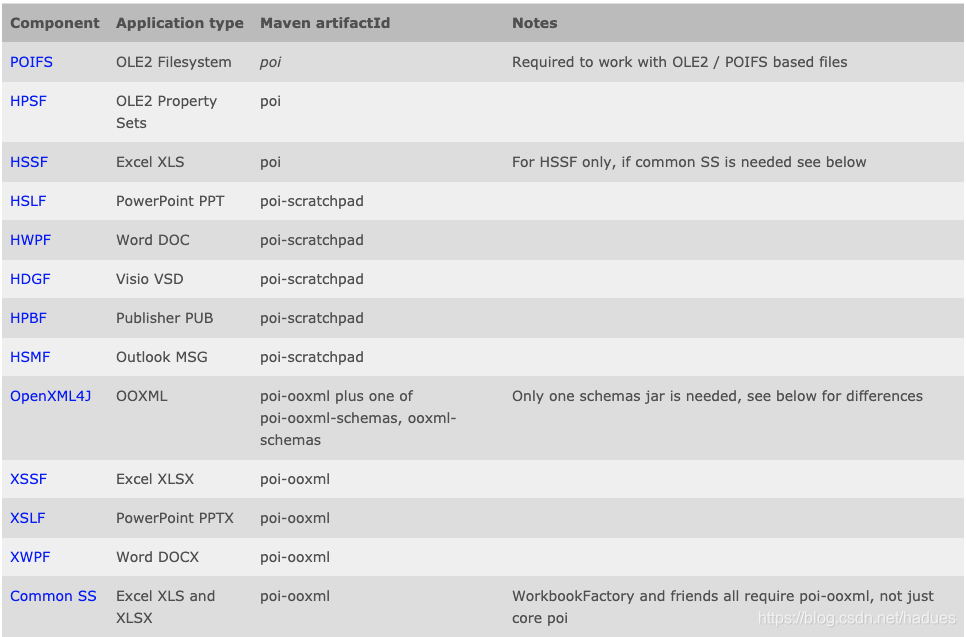 Component Application type Maven artifactId Notes
POIFS OLE2 Filesystem poi Required to work with OLE2 / POIFS based files
HPSF OLE2 Property poi
Sets
HSSF Excel XLS poi For HSSF only, if common SS is needed see below
HSLF PowerPoint PPT poi-scratchpad
HWPF Word DOC poi-scratchpad
HDGF Visio VSD poi-scratchpad
HPBF Publisher PUB poi-scratchpad
HSMF Outlook MSG poi-scratchpad
OpenXML4J OOXML poi-ooxml plus one of Only one schemas jar is needed, see below for differences
poi-ooxml-schemas, ooxml-
schemas
XSSF Excel XLSX poi-ooxml
XSLF PowerPoint PPTX poi-ooxml
XWPF Word DOCX poi-ooxml
Common SS Excel XLS and poi-ooxml WorkbookFactory and friends all require poi-ooxml, not just
XLSX core poi
https://blog.csdn.net/hadues